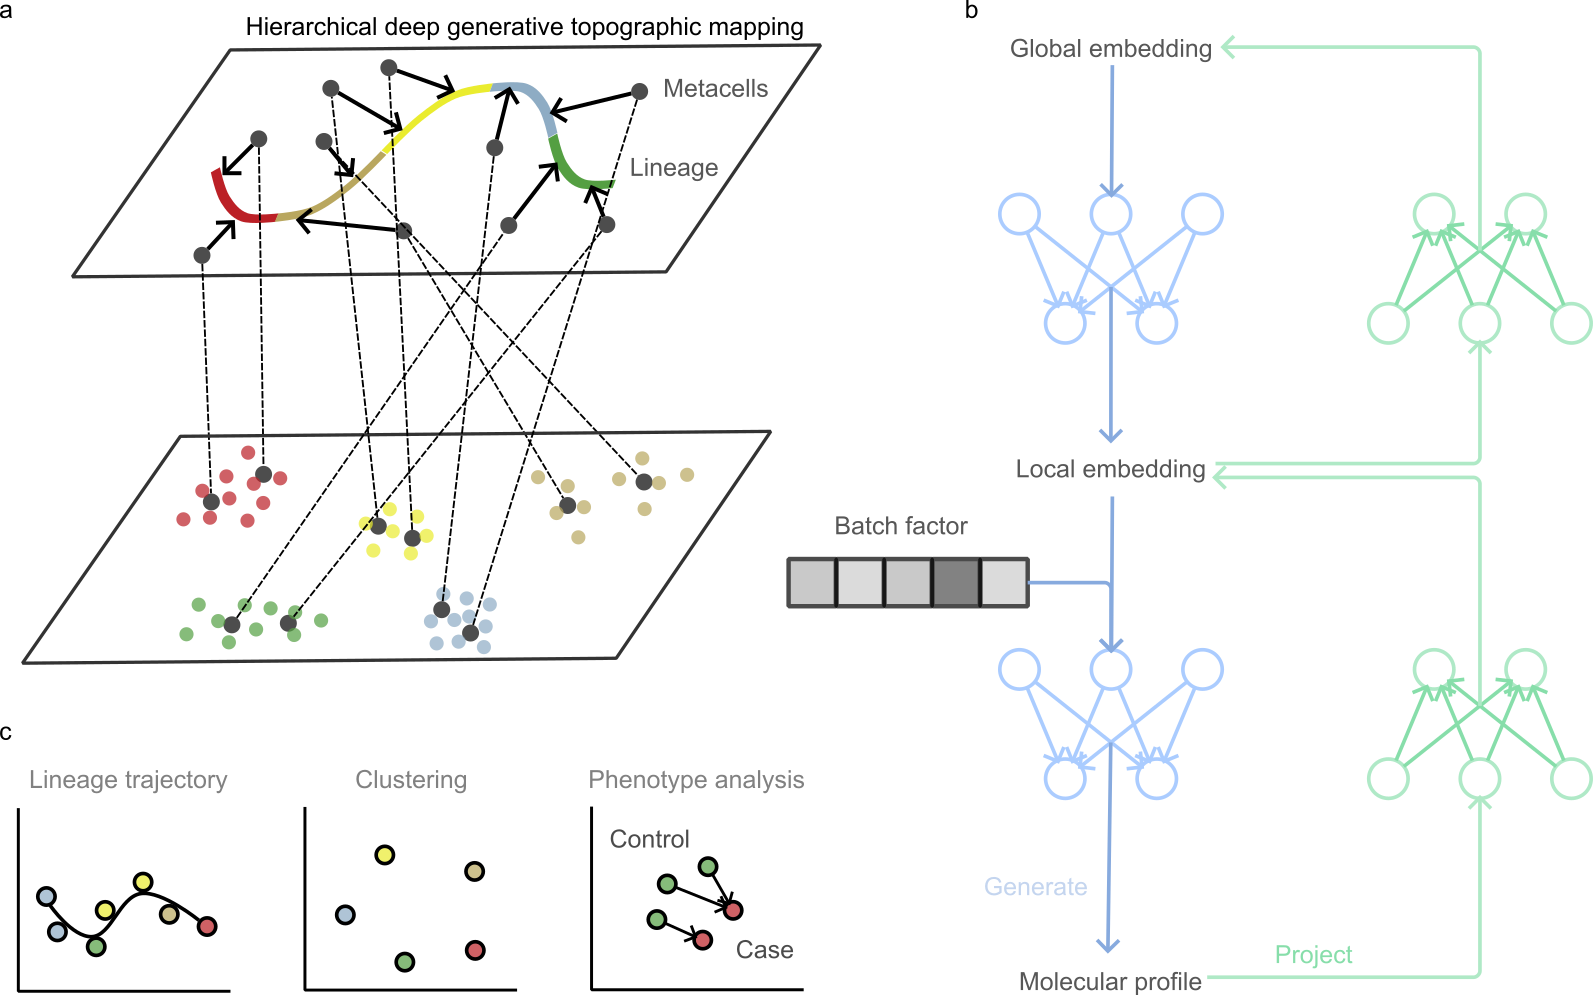 a
Hierarchical deep generative topographic mapping
Metacells
Lineage
b
Global embedding
Local embedding
Batch factor
Generate
Project
Molecular profile
c
Lineage trajectory
Clustering
Phenotype analysis
Control
Case